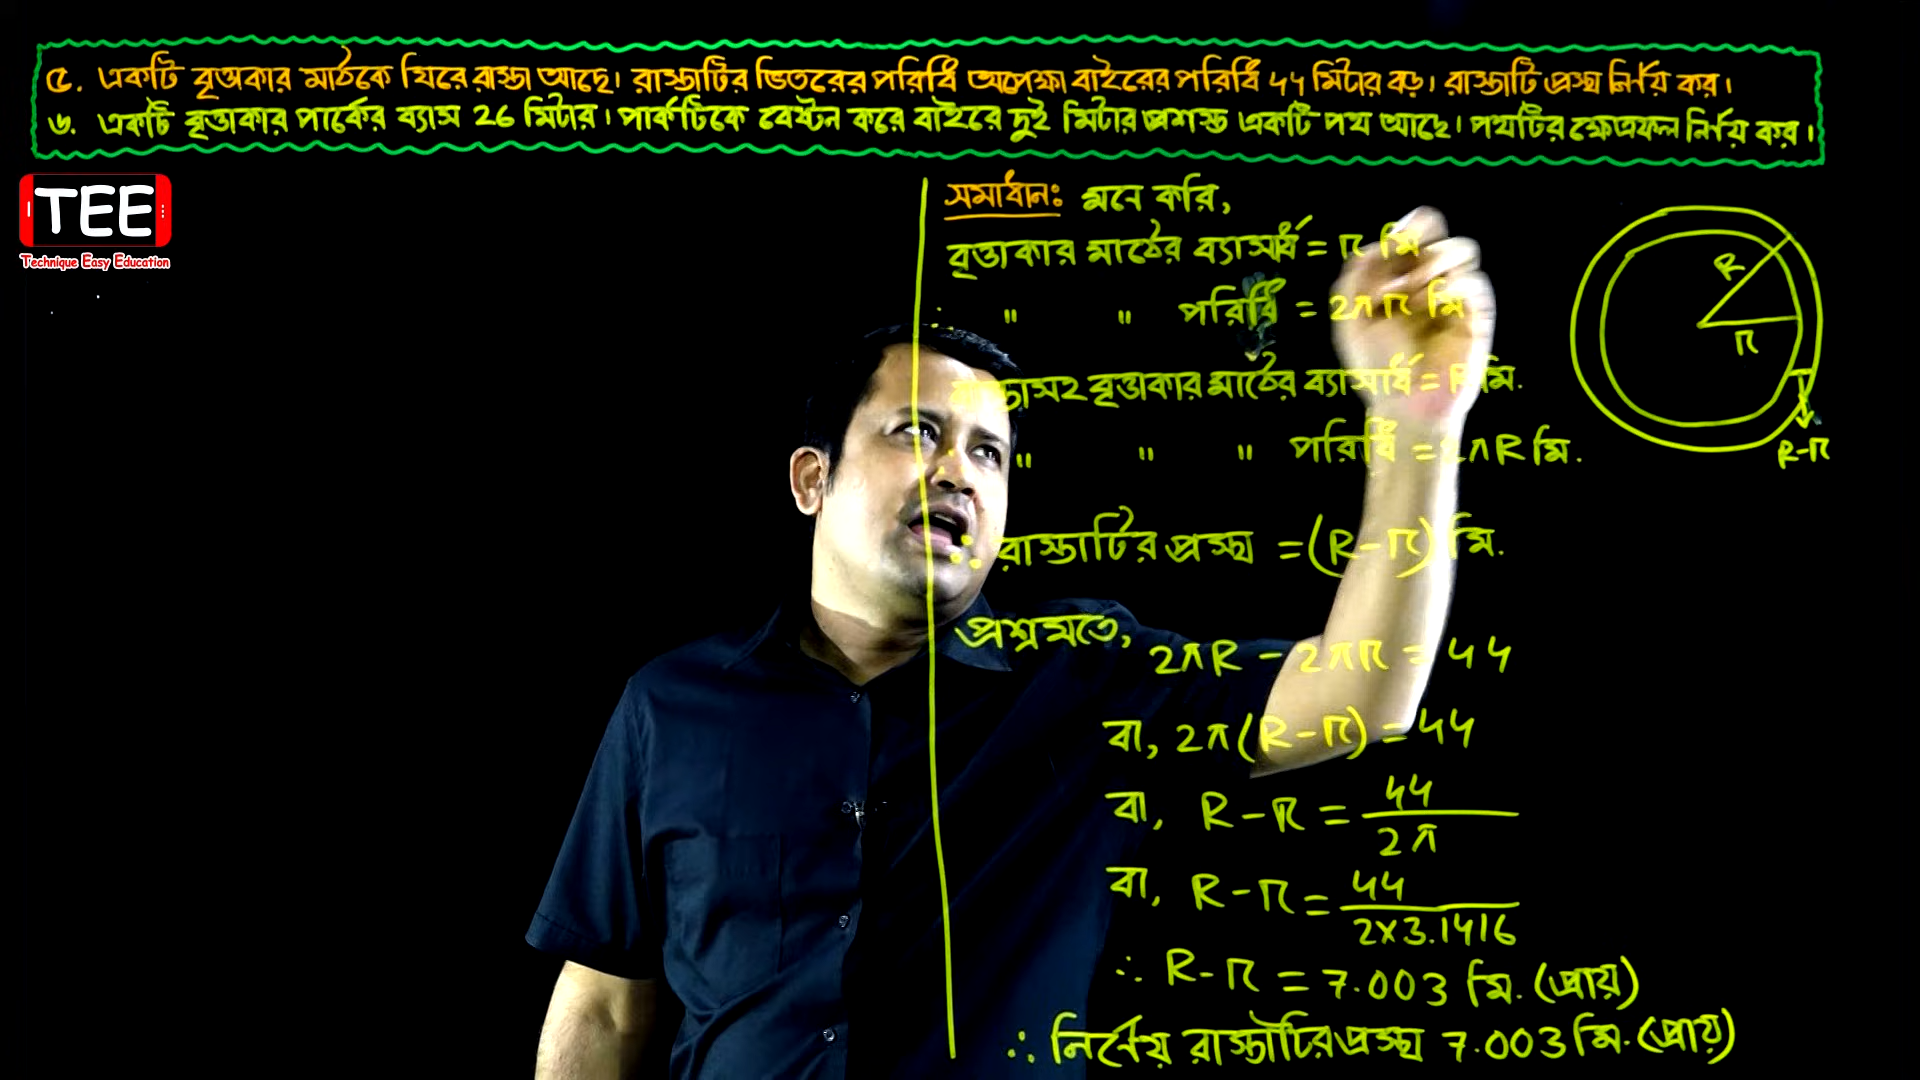 ৫. একটি বৃত্তাকার মাঠকে ঘিরে রাস্তা আছে। রাস্তাটির ভিতরের পরিধি অপেক্ষা বাইরের পরিধি 44 মিটার বড়। রাস্তাটি প্রস্থ নির্ণয় কর।
৬. একটি বৃত্তাকার পার্কের ব্যাস 26 মিটার। পার্কটিকে বেষ্টন করে বাইরে দুই মিটার প্রশস্ত একটি পথ আছে। পথটির ক্ষেত্রফল নির্ণয় কর।
TEE
Technique Easy Education
সমাধানঃ মনে করি,
বৃত্তাকার মাঠের ব্যাসার্ধ = r মি
∴ " " পরিধি = 2πr মি
রাস্তাসহ বৃত্তাকার মাঠের ব্যাসার্ধ = R মি.
∴ " " " পরিধি = 2πR মি.
∴ রাস্তাটির প্রস্থ = (R-r) মি.
প্রশ্নমতে,
2πR - 2πr = 44
বা, 2π(R-r) = 44
বা, R-r = 44/2π
বা, R-r = 44/2×3.1416
∴ R-r = 7.003 মি. (প্রায়)
∴ নির্ণেয় রাস্তাটির প্রস্থ 7.003 মি. (প্রায়)
R
r
R-r